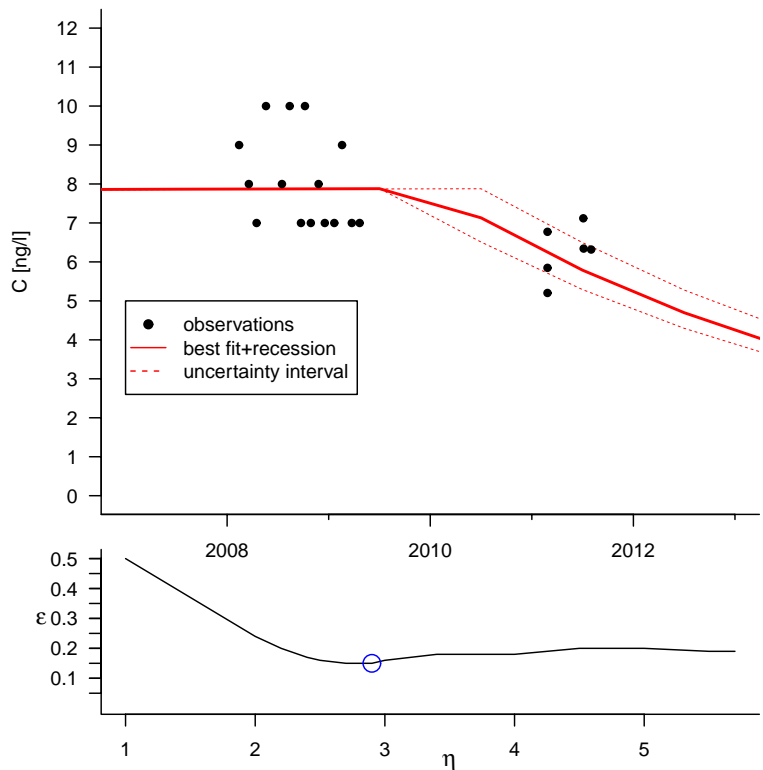 12
11
10
9
8
7
6
5
4
3
2
1
0
C [ng/l]
observations
best fit+recession
uncertainty interval
2008 2010 2012
0.5
0.4
0.3
0.2
0.1
ε
1 2 3 4 5
η